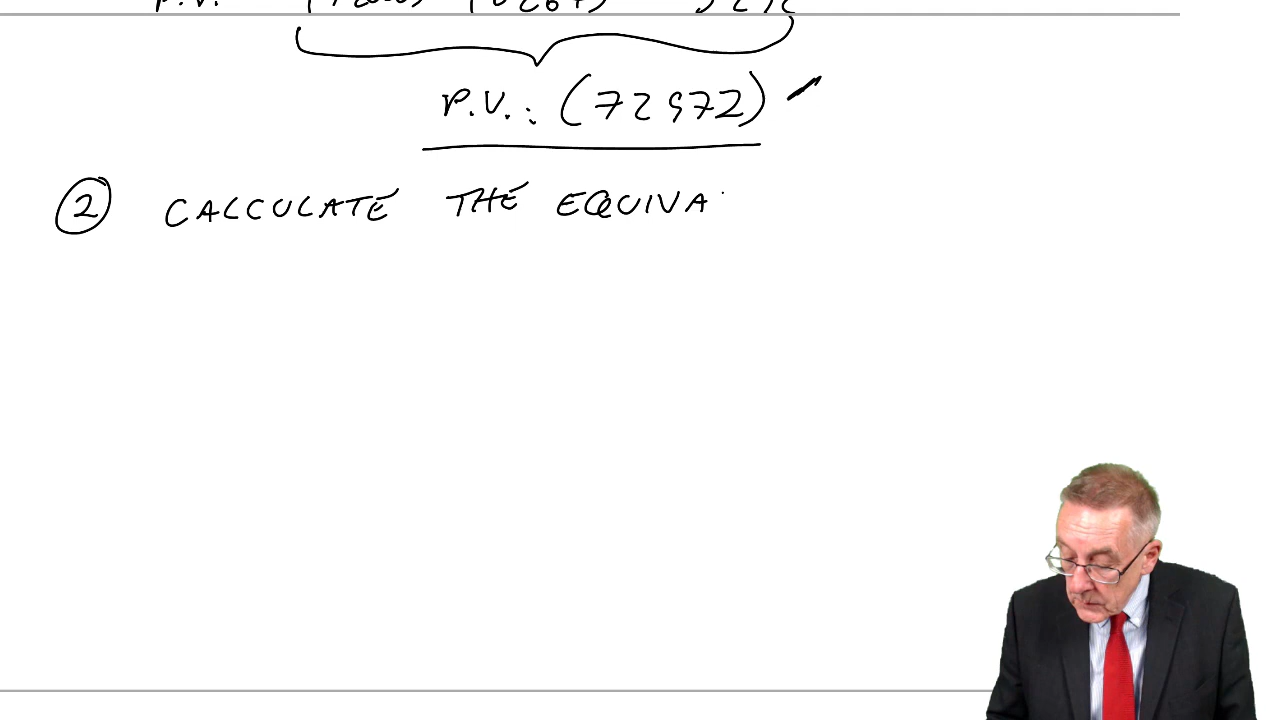 P.V.: (72972)
② CALCULATE THE EQUIVA